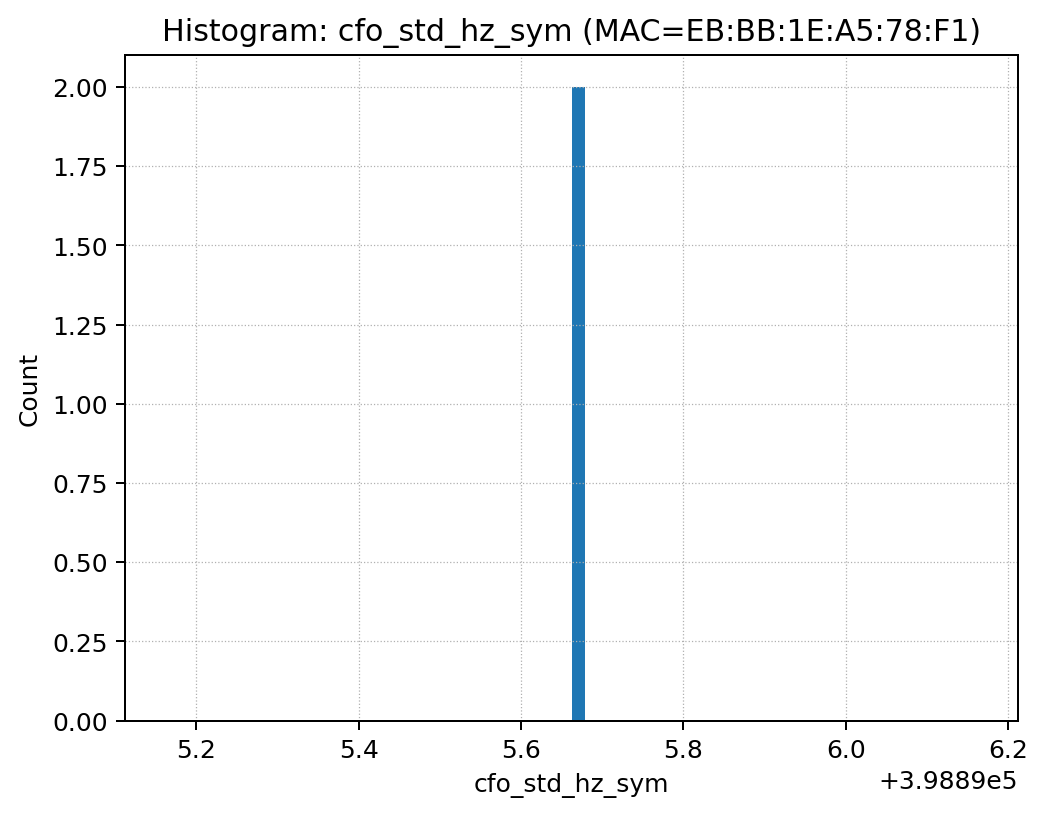 Histogram: cfo_std_hz_sym (MAC=EB:BB:1E:A5:78:F1)
2.00
1.75
1.50
1.25
1.00
0.75
0.50
0.25
0.00
Count
5.2 5.4 5.6 5.8 6.0 6.2
cfo_std_hz_sym
+3.9889e5